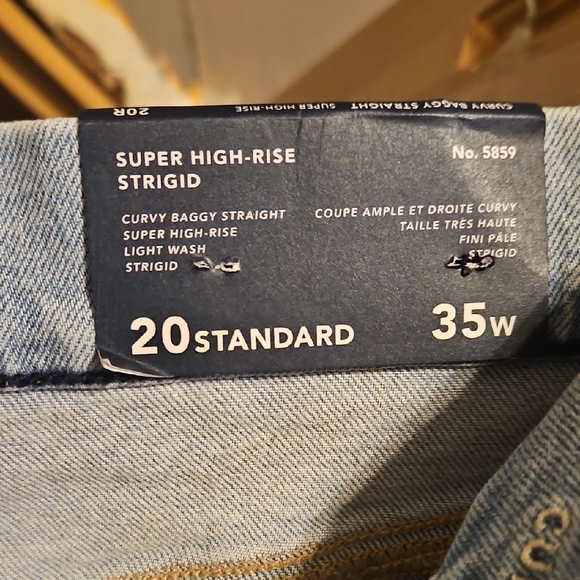 20R
SUPER HIGH-RISE
CURVY BAGGY STRAIGHT
SUPER HIGH-RISE
STRIGID
No. 5859
CURVY BAGGY STRAIGHT
SUPER HIGH-RISE
LIGHT WASH
STRIGID
COUPE AMPLE ET DROITE CURVY
TAILLE TRÈS HAUTE
FINI PÂLE
STRIGID
20 STANDARD
35W
CU